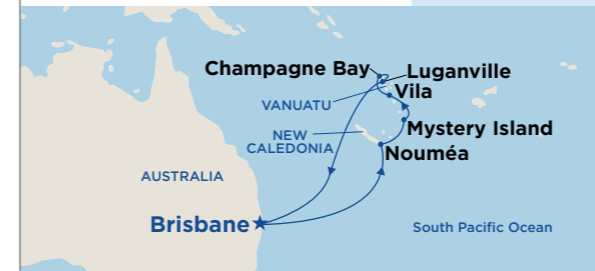 Champagne Bay
Luganville
Vila
VANUATU
Mystery Island
NEW
CALEDONIA
Nouméa
AUSTRALIA
Brisbane
South Pacific Ocean